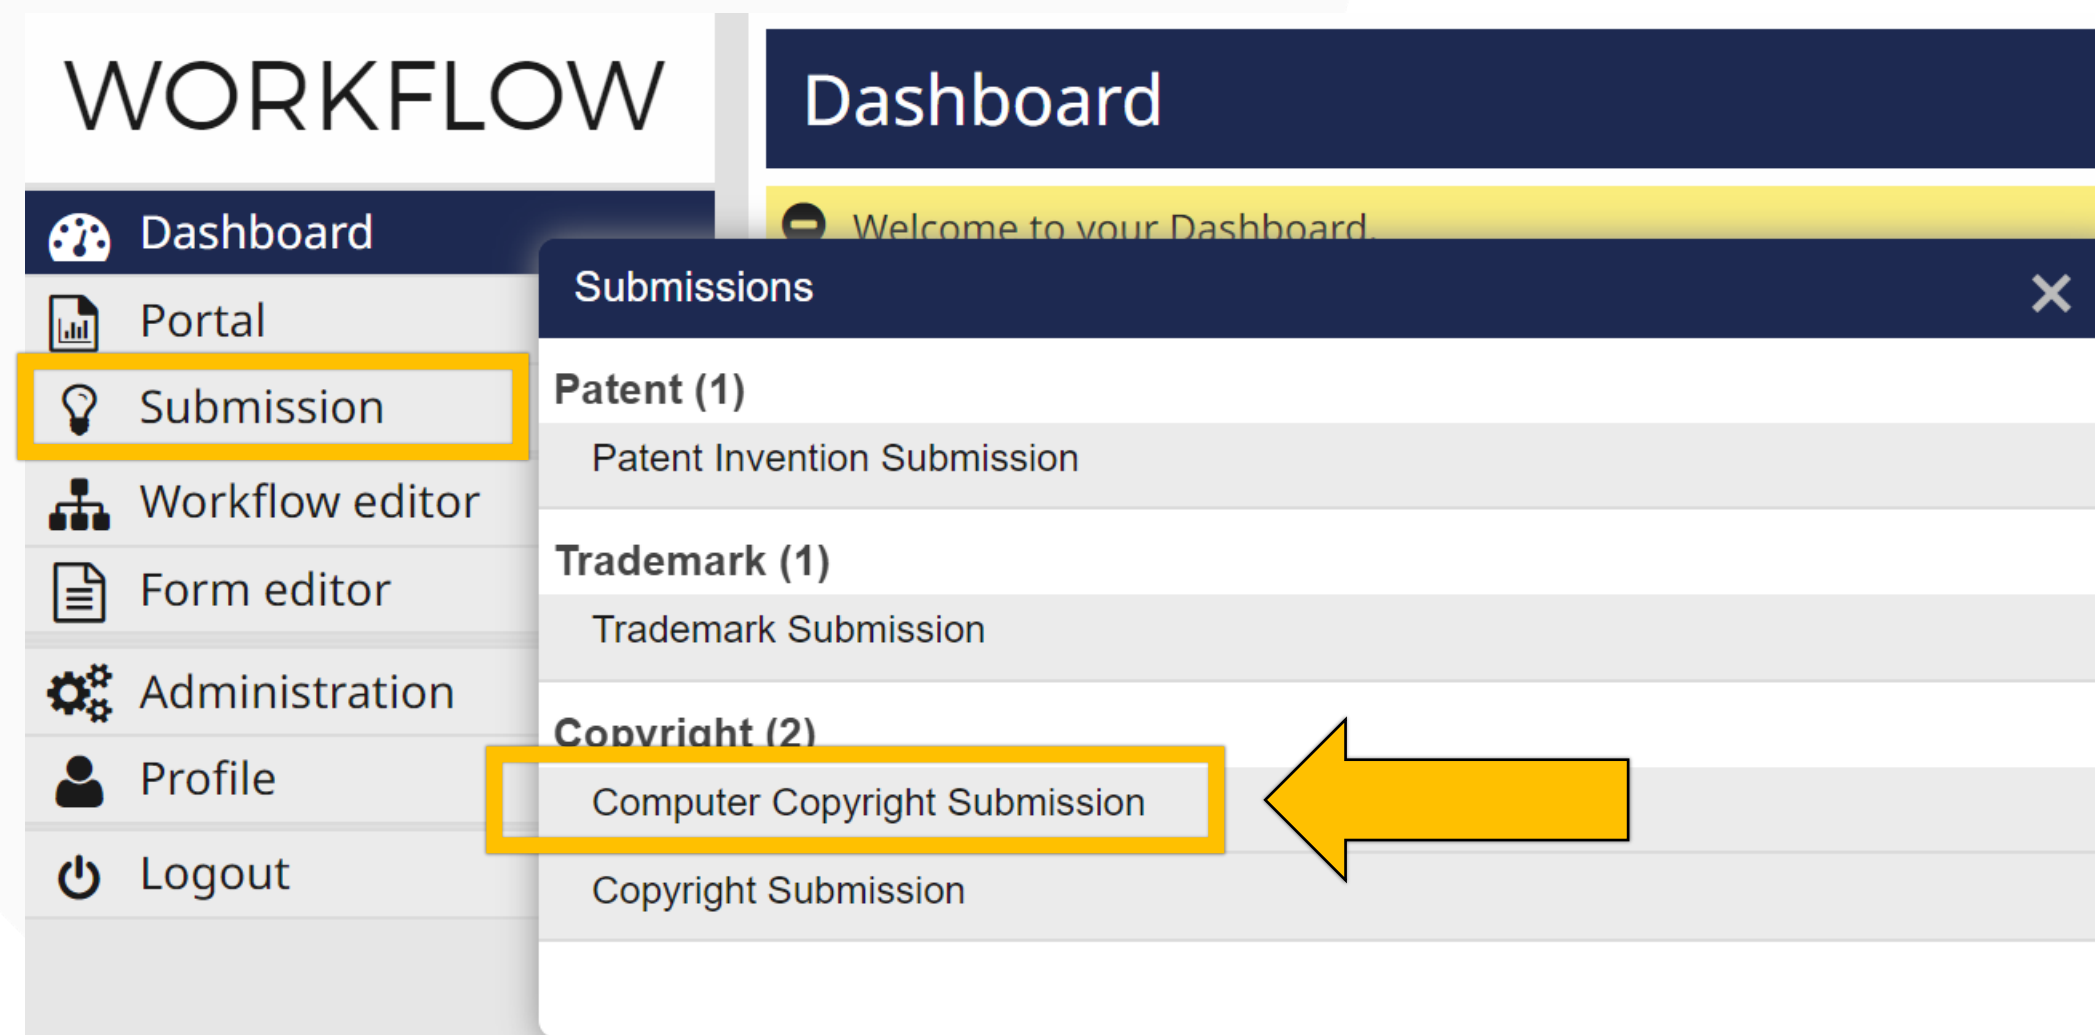 WORKFLOW
Dashboard
Dashboard
Portal
Submission
Workflow editor
Form editor
Administration
Profile
Logout
Welcome to your Dashboard.
Submissions
Patent (1)
Patent Invention Submission
Trademark (1)
Trademark Submission
Copyright (2)
Computer Copyright Submission
Copyright Submission